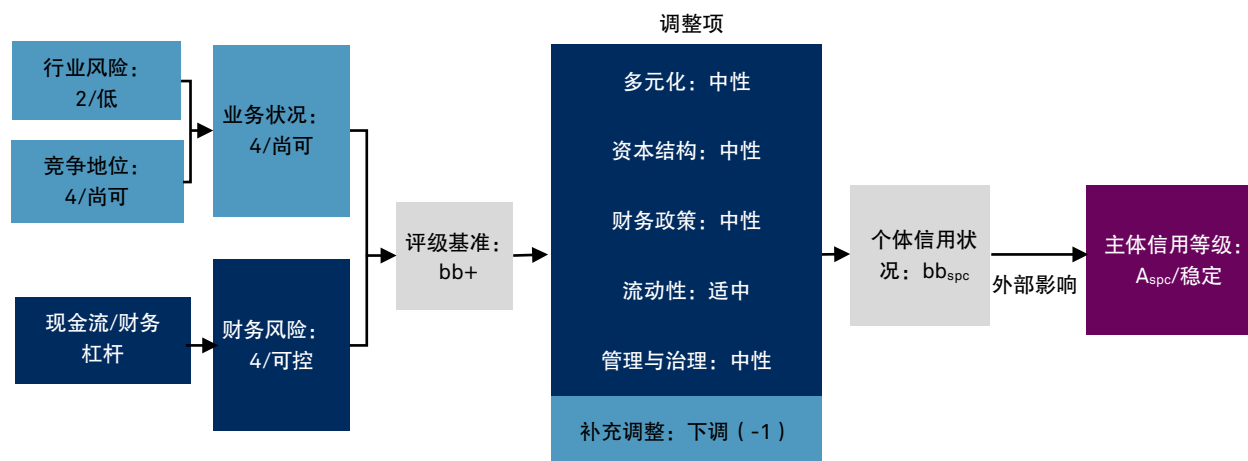 调整项
行业风险：
2/低
竞争地位：
4/尚可
业务状况：
4/尚可
现金流/财务
杠杆
财务风险：
4/可控
评级基准：
bb+
多元化：中性
资本结构：中性
财务政策：中性
流动性：适中
管理与治理：中性
补充调整：下调（-1）
个体信用状
况：bbspc
外部影响
主体信用等级：
Aspc/稳定